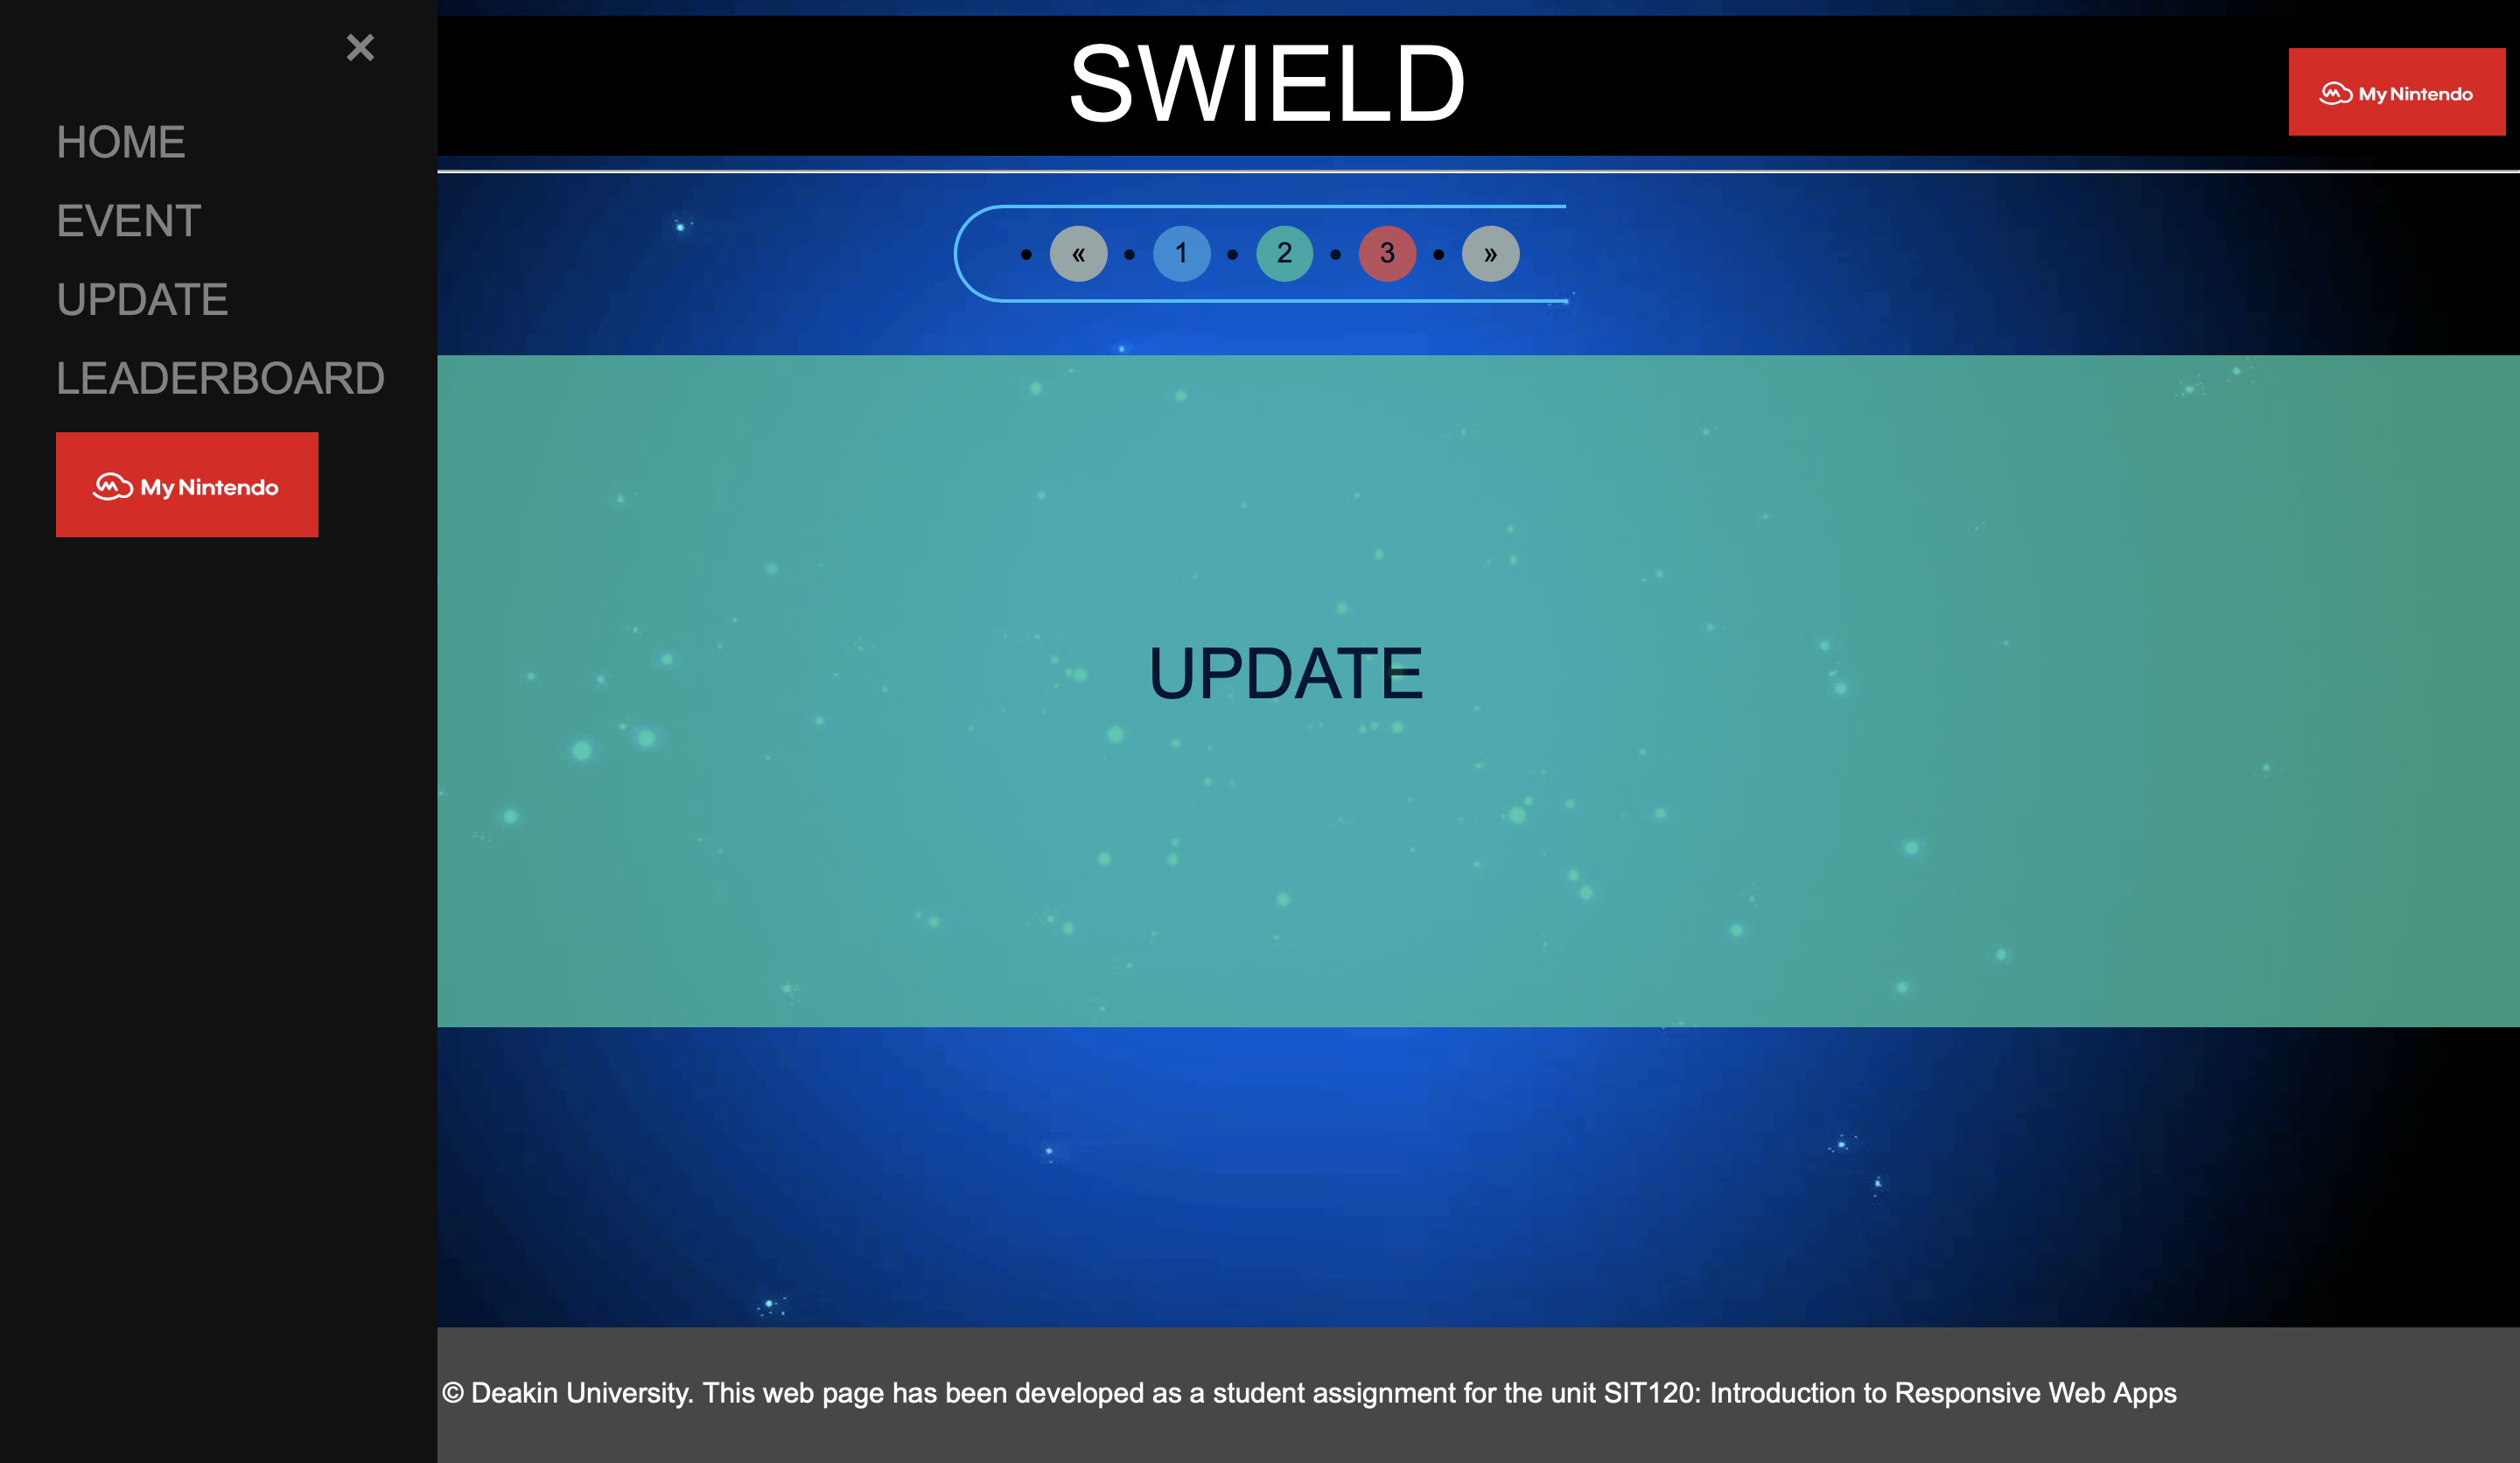 ×
HOME
EVENT
UPDATE
LEADERBOARD
My Nintendo
SWIELD
My Nintendo
• « • 1 • 2 • 3 • »
UPDATE
© Deakin University. This web page has been developed as a student assignment for the unit SIT120: Introduction to Responsive Web Apps